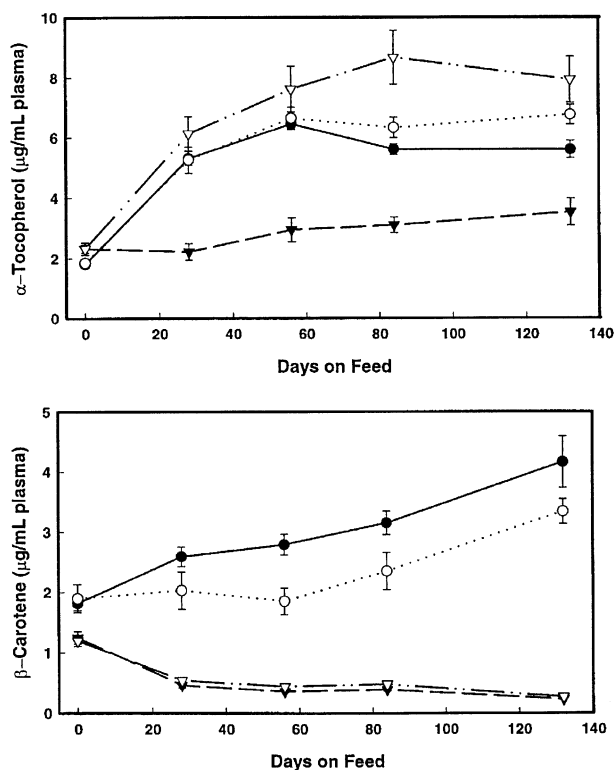 10
8
6
4
2
0
α–Tocopherol (μg/mL plasma)
0 20 40 60 80 100 120 140
Days on Feed
5
4
3
2
1
0
β–Carotene (μg/mL plasma)
0 20 40 60 80 100 120 140
Days on Feed